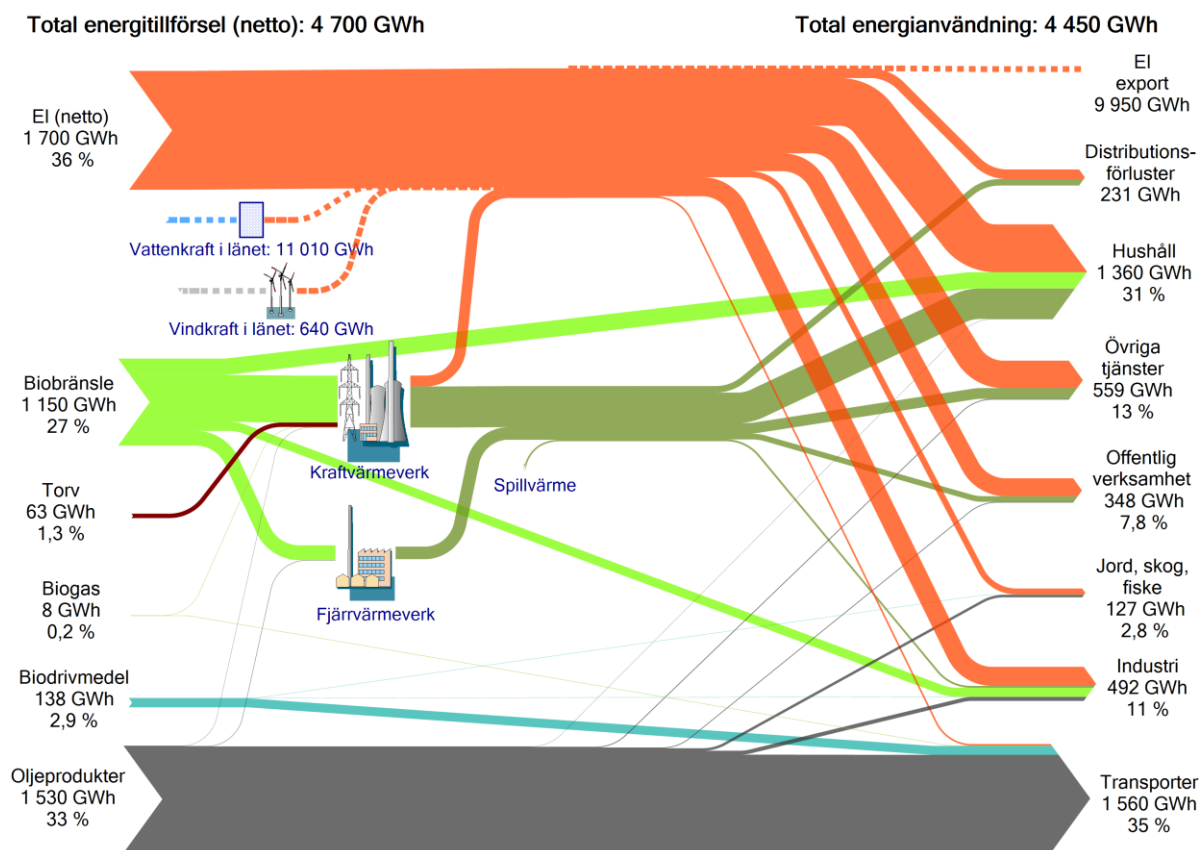 Total energitillförsel (netto): 4 700 GWh
Total energianvändning: 4 450 GWh
El (netto)
1 700 GWh
36 %
Vattenkraft i länet: 11 010 GWh
Vindkraft i länet: 640 GWh
Biobränsle
1 150 GWh
27 %
Torv
63 GWh
1,3 %
Biogas
8 GWh
0,2 %
Biodrivmedel
138 GWh
2,9 %
Oljeprodukter
1 530 GWh
33 %
Kraftvärmeverk
Spillvärme
Fjärrvärmeverk
El
export
9 950 GWh
Distributions-
förluster
231 GWh
Hushåll
1 360 GWh
31 %
Övriga
tjänster
559 GWh
13 %
Offentlig
verksamhet
348 GWh
7,8 %
Jord, skog,
fiske
127 GWh
2,8 %
Industri
492 GWh
11 %
Transporter
1 560 GWh
35 %